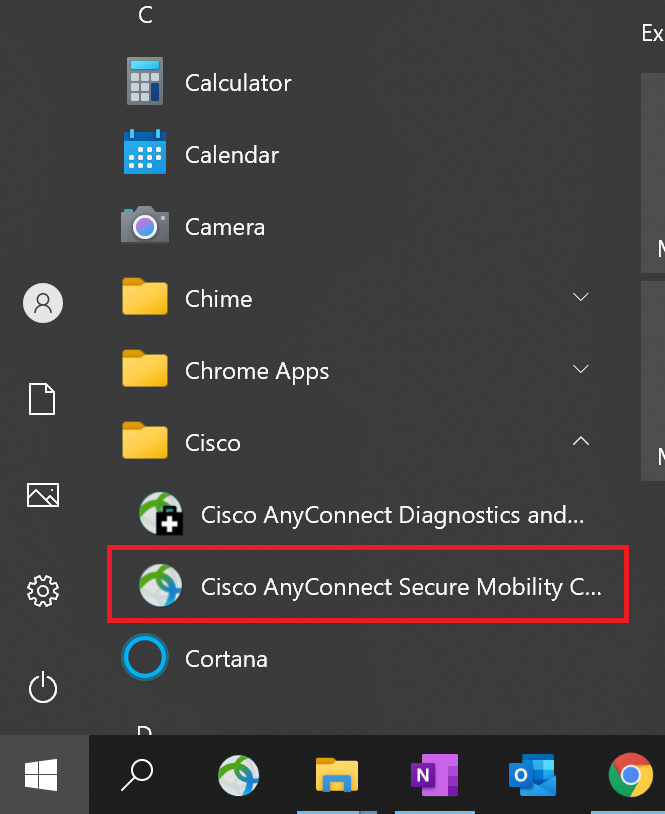 C
Ex
Calculator
Calendar
Camera
Chime
Chrome Apps
Cisco
Cisco AnyConnect Diagnostics and...
Cisco AnyConnect Secure Mobility C...
Cortana
N
O